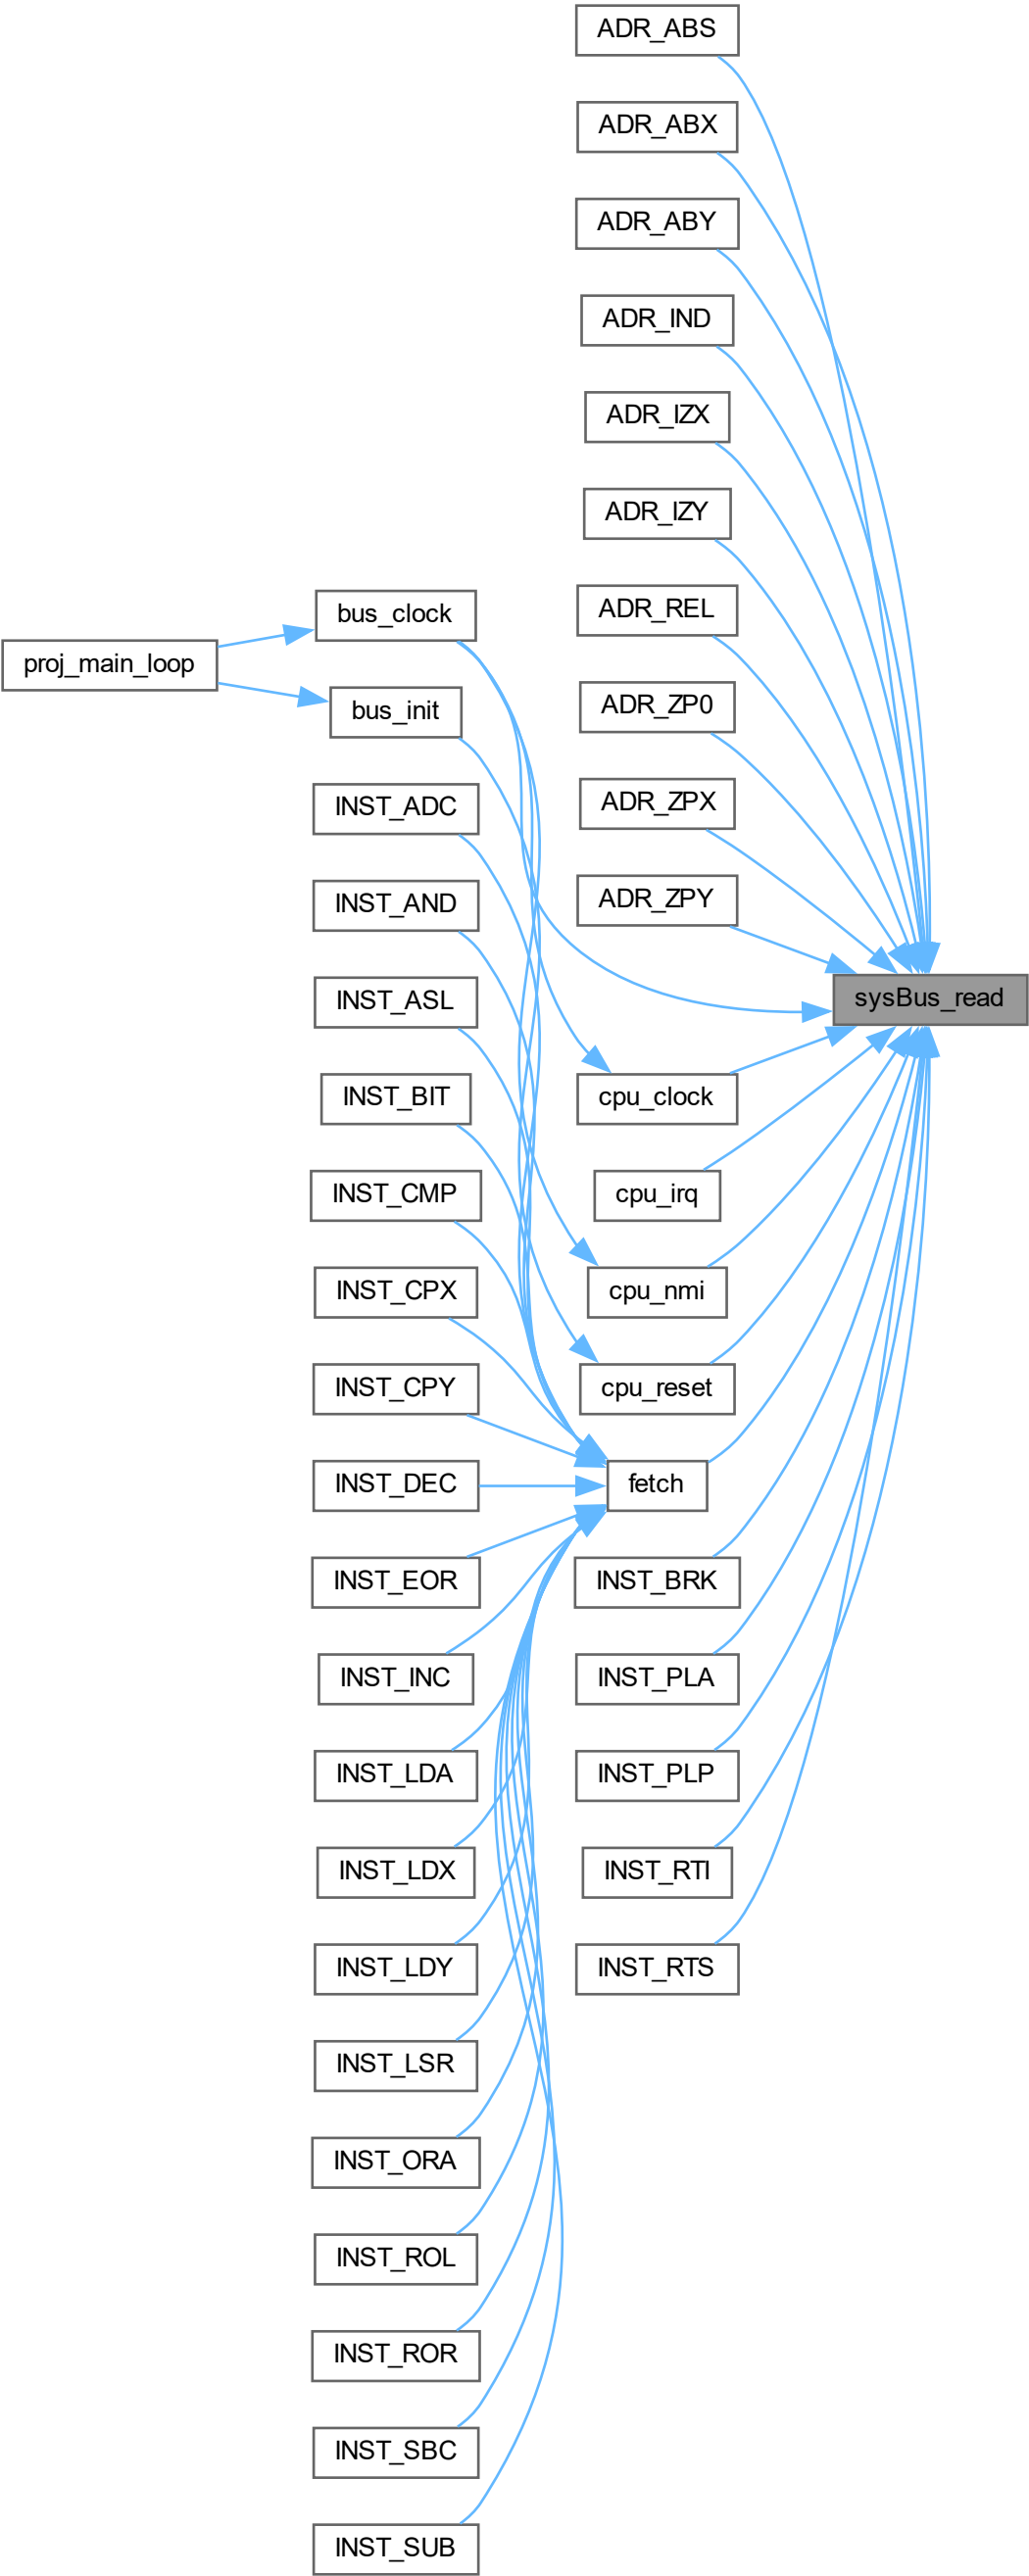 ADR_ABS
ADR_ABX
ADR_ABY
ADR_IND
ADR_IZX
ADR_IZY
ADR_REL
ADR_ZP0
ADR_ZPX
ADR_ZPY
sysBus_read
bus_clock
proj_main_loop
bus_init
INST_ADC
INST_AND
INST_ASL
INST_BIT
INST_CMP
INST_CPX
INST_CPY
INST_DEC
INST_EOR
INST_INC
INST_LDA
INST_LDX
INST_LDY
INST_LSR
INST_ORA
INST_ROL
INST_ROR
INST_SBC
INST_SUB
cpu_clock
cpu_irq
cpu_nmi
cpu_reset
fetch
INST_BRK
INST_PLA
INST_PLP
INST_RTI
INST_RTS